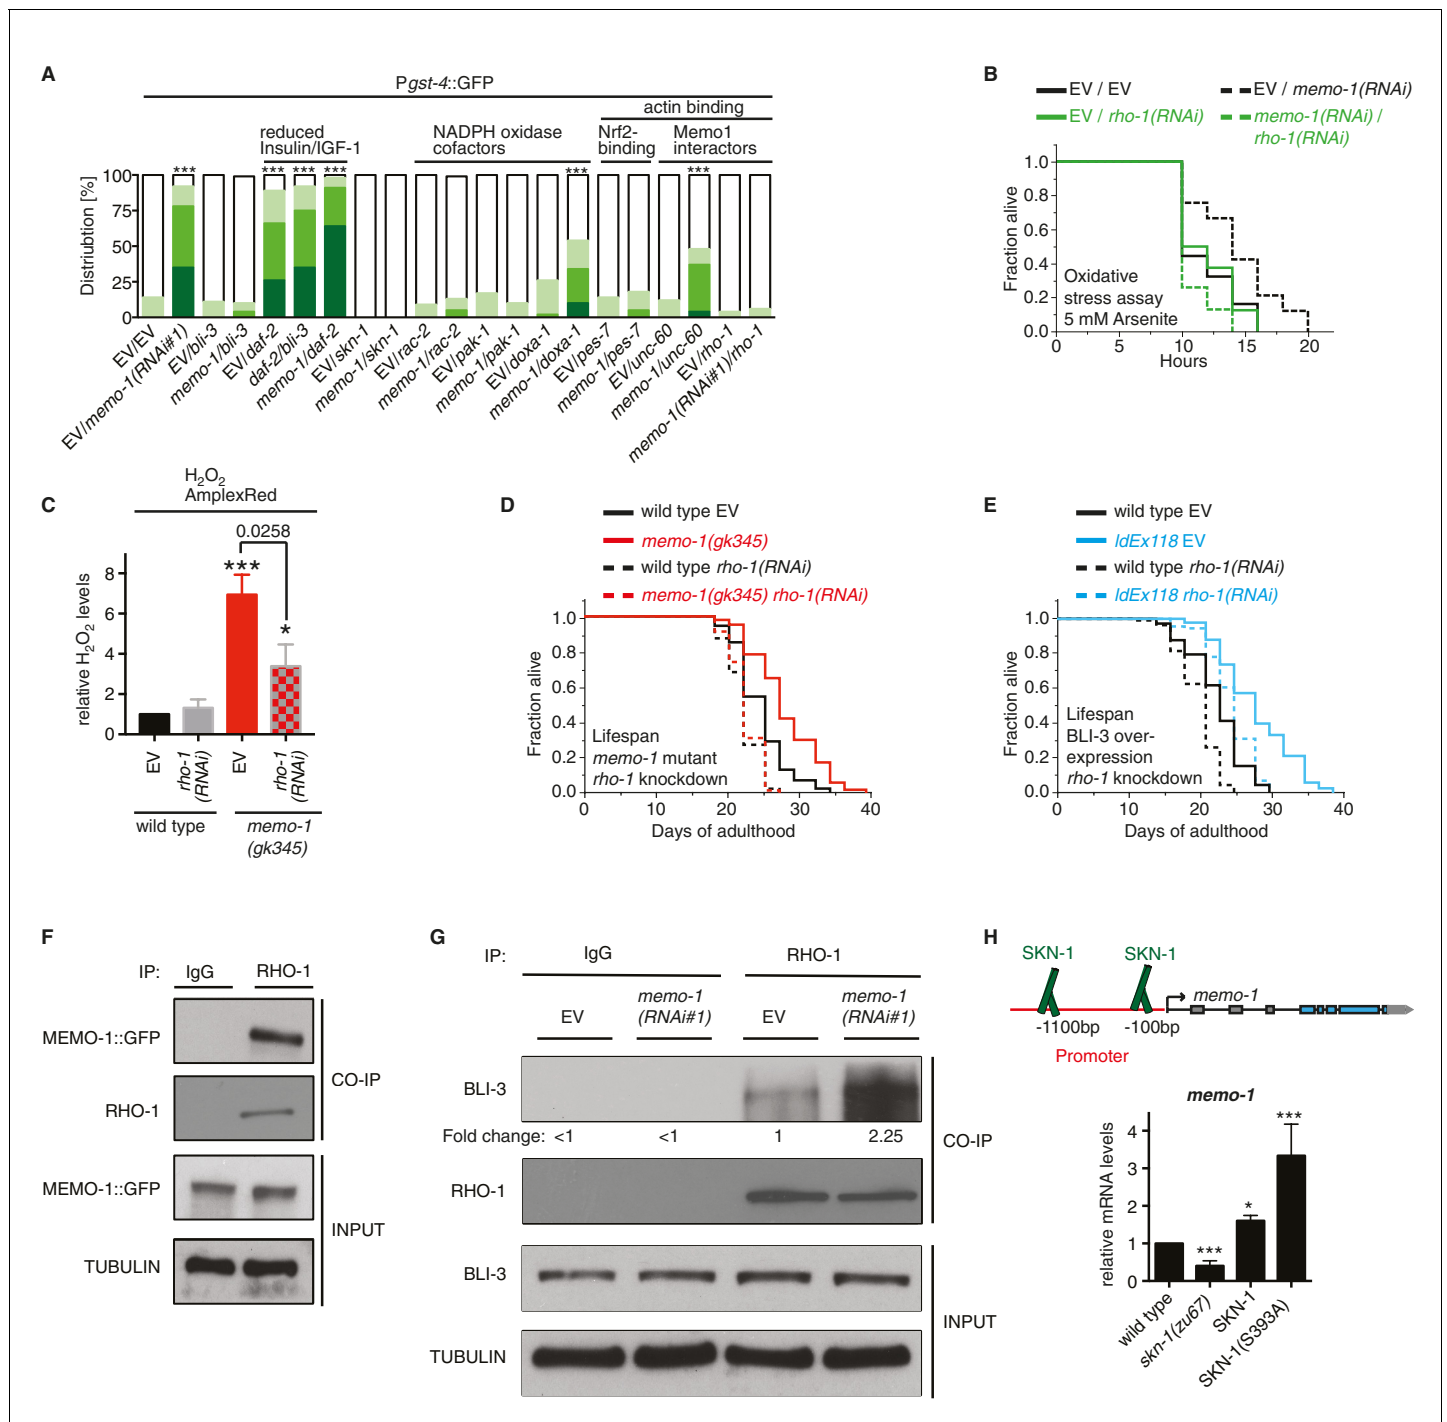 A
Pgst-4::GFP
actin binding
reduced
Insulin/IGF-1
NADPH oxidase
cofactors
Nrf2-
binding
Memo1
interactors
*** *** *** *** *** ***
Distriubtion [%]
100
75
50
25
0
EV/EV
EV/memo-1(RNAi#1)
EV/bli-3
memo-1/bli-3
EV/daf-2
daf-2/bli-3
memo-1/daf-2
EV/skn-1
memo-1/skn-1
EV/rac-2
memo-1/rac-2
EV/pak-1
memo-1/pak-1
EV/doxa-1
memo-1/doxa-1
EV/pes-7
memo-1/pes-7
EV/unc-60
memo-1/unc-60
EV/rho-1
memo-1(RNAi#1)/rho-1
B
EV / EV
EV / memo-1(RNAi)
EV / rho-1(RNAi)
memo-1(RNAi) /
rho-1(RNAi)
Fraction alive
1.0
0.8
0.6
0.4
0.2
0.0
Oxidative
stress assay
5 mM Arsenite
0 5 10 15 20
Hours
C
H2O2
AmplexRed
0.0258
***
*
relative H2O2 levels
8
6
4
2
0
EV
rho-1
(RNAi)
EV
rho-1
(RNAi)
wild type
memo-1
(gk345)
D
wild type EV
memo-1(gk345)
wild type rho-1(RNAi)
memo-1(gk345) rho-1(RNAi)
Fraction alive
1.0
0.8
0.6
0.4
0.2
0.0
Lifespan
memo-1 mutant
rho-1 knockdown
0 10 20 30 40
Days of adulthood
E
wild type EV
ldEx118 EV
wild type rho-1(RNAi)
ldEx118 rho-1(RNAi)
Fraction alive
1.0
0.8
0.6
0.4
0.2
0.0
Lifespan
BLI-3 over-
expression
rho-1 knockdown
0 10 20 30 40
Days of adulthood
F
IP: IgG RHO-1
MEMO-1::GFP
RHO-1
CO-IP
MEMO-1::GFP
TUBULIN
INPUT
G
IP: IgG RHO-1
EV
memo-1
(RNAi#1)
EV
memo-1
(RNAi#1)
BLI-3
Fold change: <1 <1 1 2.25
RHO-1
CO-IP
BLI-3
TUBULIN
INPUT
H
SKN-1 SKN-1
memo-1
-1100bp -100bp
Promoter
memo-1
relative mRNA levels
4
3
2
1
0
***
*
***
wild type
skn-1(zu67)
SKN-1
SKN-1(S393A)